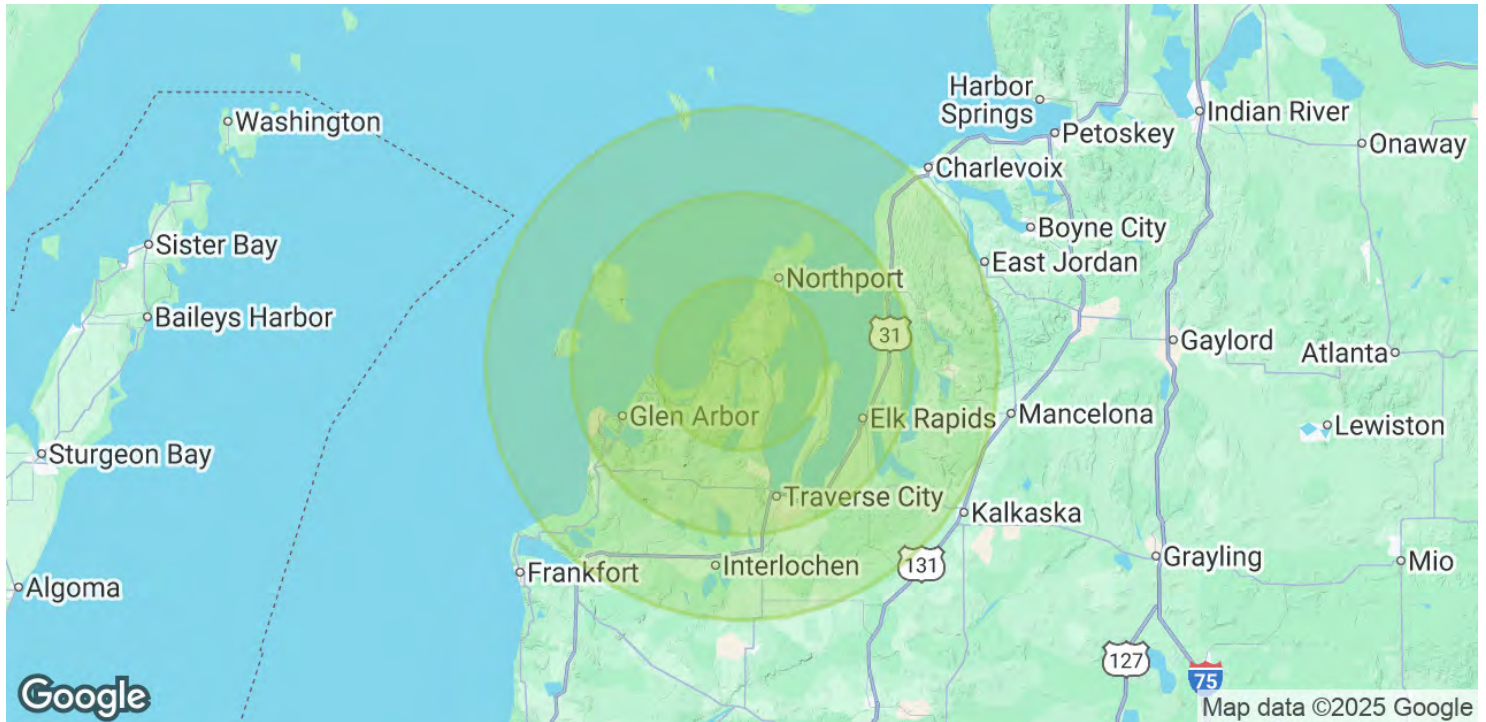 Harbor
Springs
Washington
Petoskey
Indian River
Onaway
Charlevoix
Boyne City
Sister Bay
East Jordan
Northport
Baileys Harbor
31
Gaylord
Atlanta
Glen Arbor
Elk Rapids
Mancelona
Lewiston
Sturgeon Bay
Traverse City
Kalkaska
Interlochen
131
Grayling
Mio
Frankfort
Algoma
127
75
Google
Map data ©2025 Google